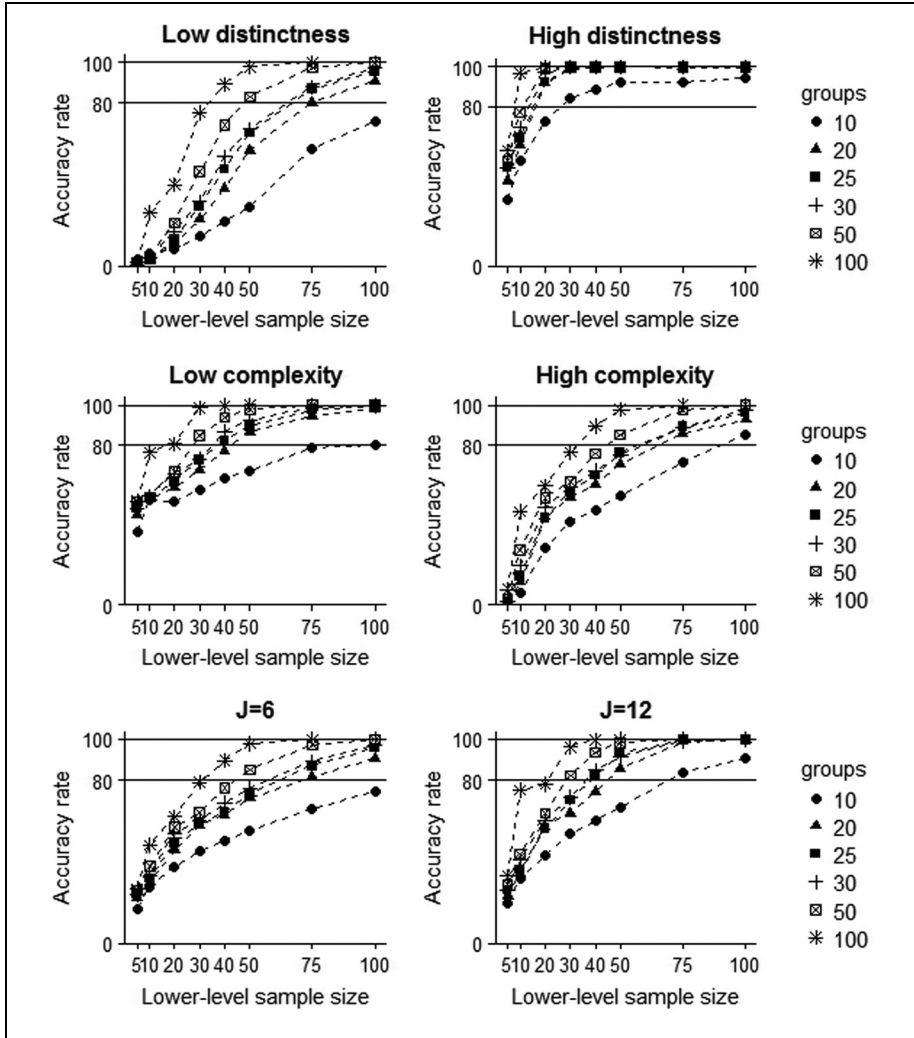 Low distinctness
High distinctness
100
80
0
Accuracy rate
5 10 20 30 40 50 75 100
Lower-level sample size
100
80
0
Accuracy rate
5 10 20 30 40 50 75 100
Lower-level sample size
groups
10
20
25
30
50
100
Low complexity
High complexity
100
80
0
Accuracy rate
5 10 20 30 40 50 75 100
Lower-level sample size
100
80
0
Accuracy rate
5 10 20 30 40 50 75 100
Lower-level sample size
groups
10
20
25
30
50
100
J=6
J=12
100
80
0
Accuracy rate
5 10 20 30 40 50 75 100
Lower-level sample size
100
80
0
Accuracy rate
5 10 20 30 40 50 75 100
Lower-level sample size
groups
10
20
25
30
50
100